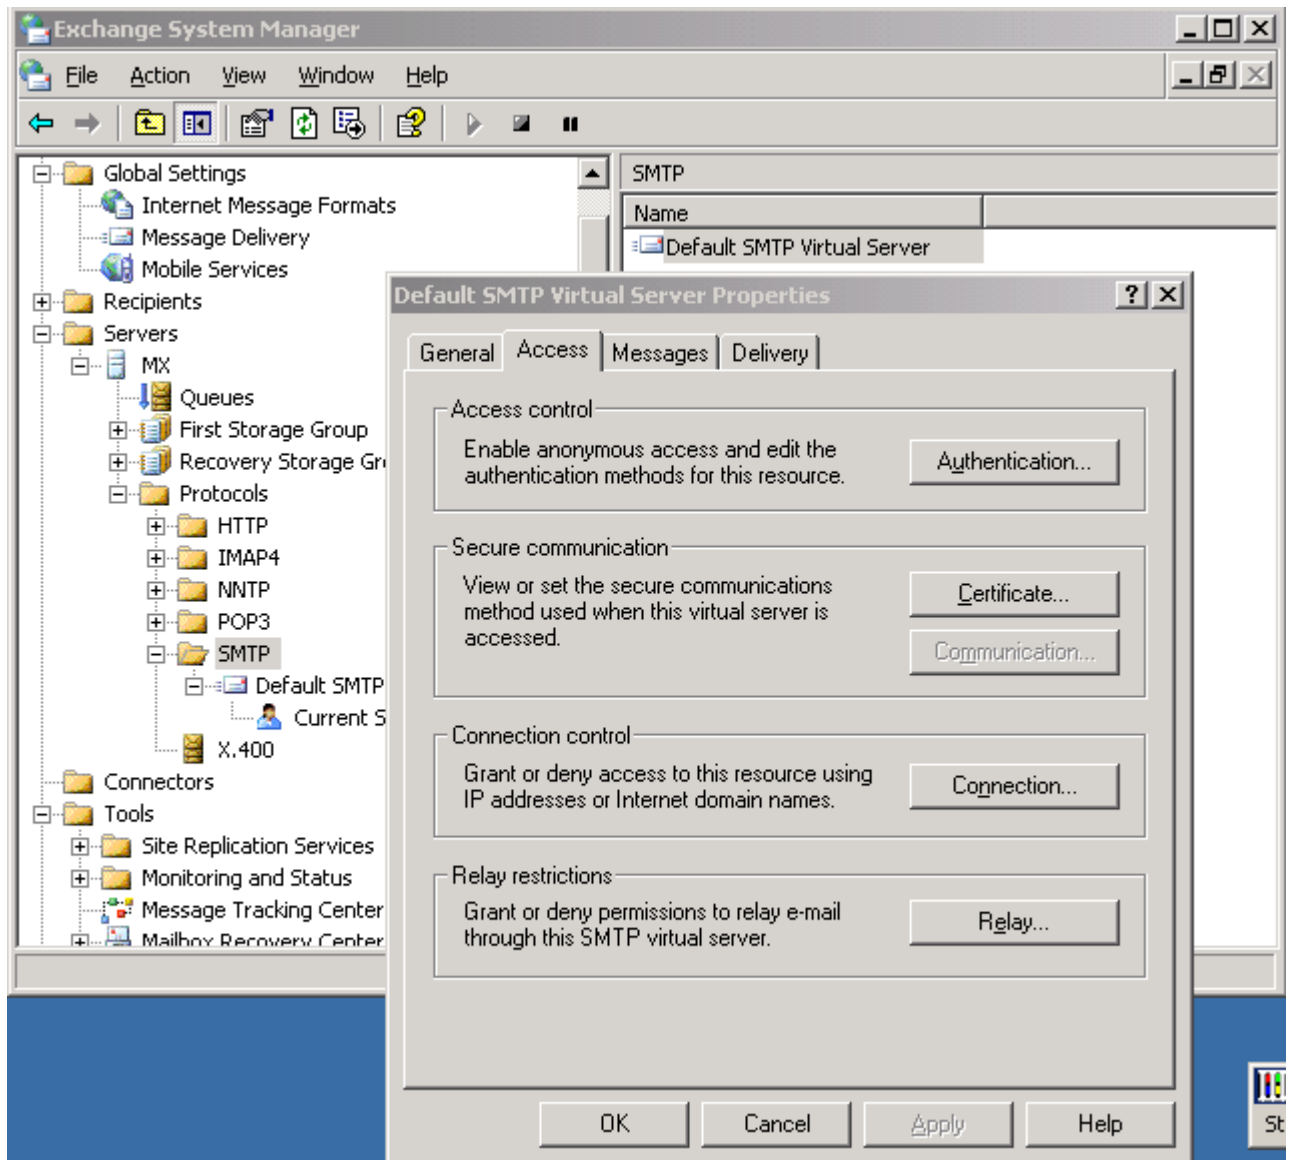 Exchange System Manager
File Action View Window Help
Global Settings
Internet Message Formats
Message Delivery
Mobile Services
Recipients
Servers
MX
Queues
First Storage Group
Recovery Storage Gr
Protocols
HTTP
IMAP4
NNTP
POP3
SMTP
Default SMTP
Current S
X.400
Connectors
Tools
Site Replication Services
Monitoring and Status
Message Tracking Center
Mailbox Recovery Center
SMTP
Name
Default SMTP Virtual Server
Default SMTP Virtual Server Properties
General Access Messages Delivery
Access control
Enable anonymous access and edit the
authentication methods for this resource.
Authentication...
Secure communication
View or set the secure communications
method used when this virtual server is
accessed.
Certificate...
Communication...
Connection control
Grant or deny access to this resource using
IP addresses or Internet domain names.
Connection...
Relay restrictions
Grant or deny permissions to relay e-mail
through this SMTP virtual server.
Relay...
OK Cancel Apply Help
St